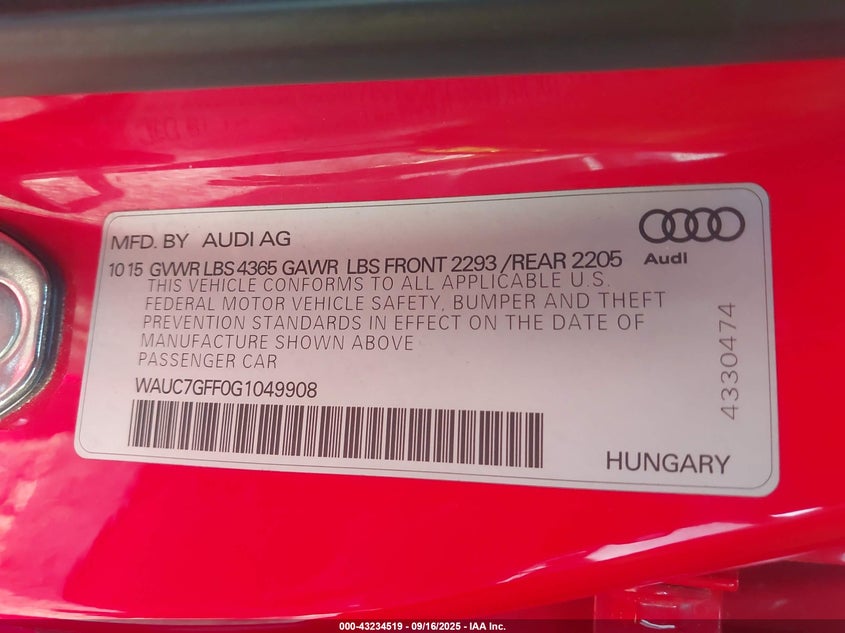 MFD. BY AUDI AG
10 15 GVWR LBS 4365 GAWR LBS FRONT 2293 /REAR 2205
THIS VEHICLE CONFORMS TO ALL APPLICABLE U.S.
FEDERAL MOTOR VEHICLE SAFETY, BUMPER AND THEFT
PREVENTION STANDARDS IN EFFECT ON THE DATE OF
MANUFACTURE SHOWN ABOVE
PASSENGER CAR
WAUC7GFF0G1049908
HUNGARY
Audi
4330474
000-43234519 - 09/16/2025 - IAA Inc.